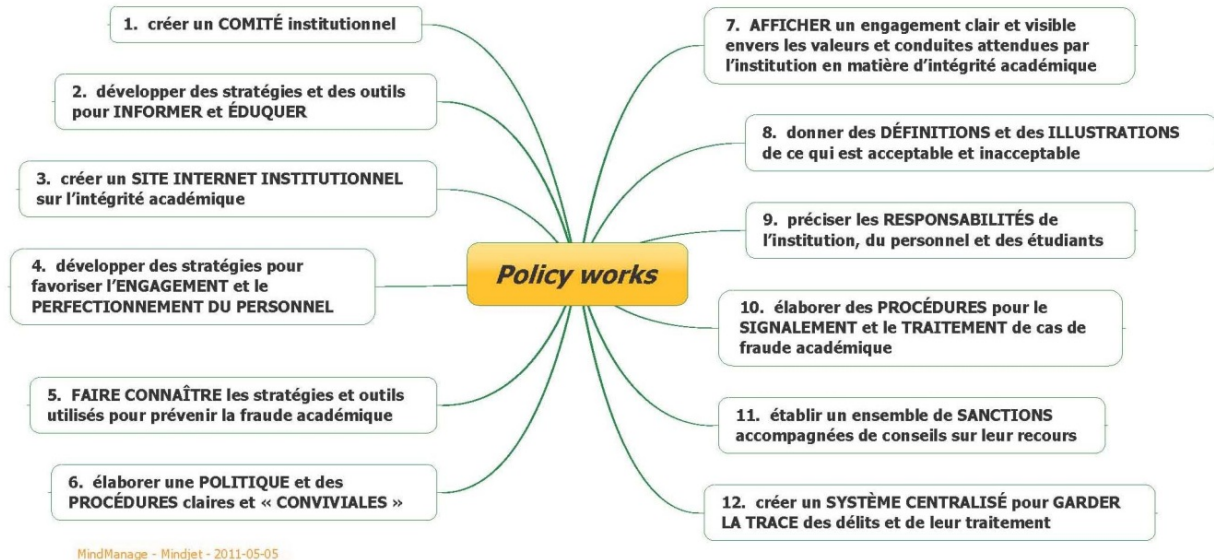 1. créer un COMITÉ institutionnel
2. développer des stratégies et des outils
pour INFORMER et ÉDUQUER
3. créer un SITE INTERNET INSTITUTIONNEL
sur l'intégrité académique
4. développer des stratégies pour
favoriser l'ENGAGEMENT et le
PERFECTIONNEMENT DU PERSONNEL
5. FAIRE CONNAÎTRE les stratégies et outils
utilisés pour prévenir la fraude académique
6. élaborer une POLITIQUE et des
PROCÉDURES claires et « CONVIVIALES »
Policy works
7. AFFICHER un engagement clair et visible
envers les valeurs et conduites attendues par
l'institution en matière d'intégrité académique
8. donner des DÉFINITIONS et des ILLUSTRATIONS
de ce qui est acceptable et inacceptable
9. préciser les RESPONSABILITÉS de
l'institution, du personnel et des étudiants
10. élaborer des PROCÉDURES pour le
SIGNALEMENT et le TRAITEMENT de cas de
fraude académique
11. établir un ensemble de SANCTIONS
accompagnées de conseils sur leur recours
12. créer un SYSTÈME CENTRALISÉ pour GARDER
LA TRACE des délits et de leur traitement
MindManage - Mindjet - 2011-05-05